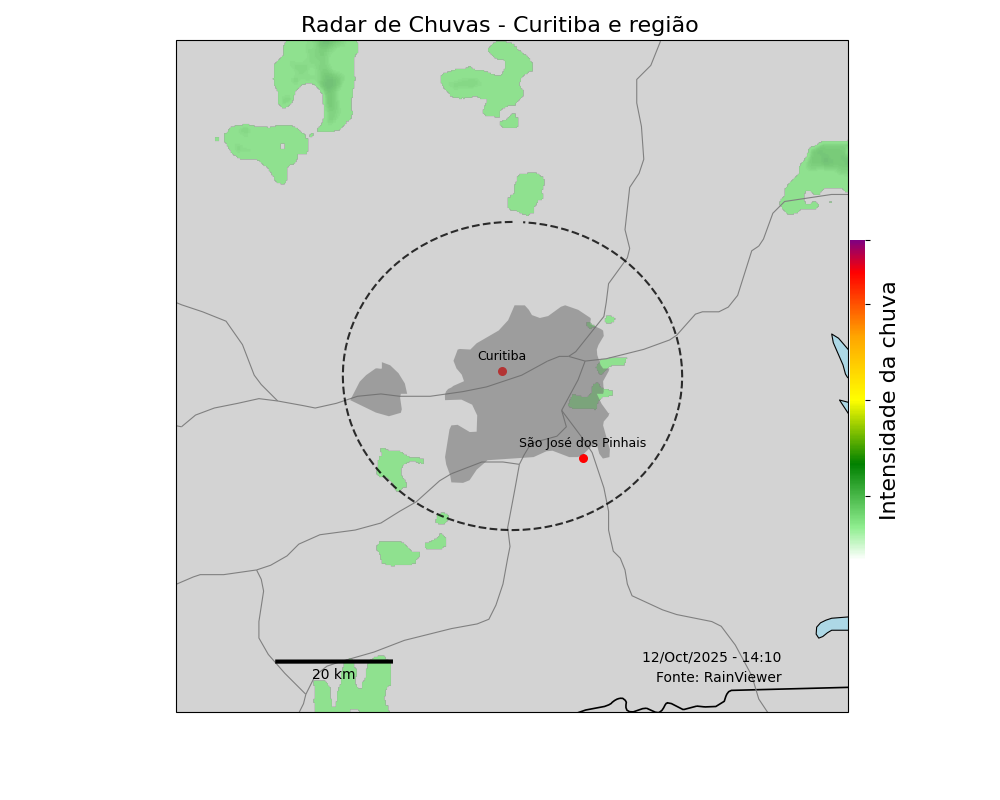 Radar de Chuvas - Curitiba e região
Curitiba
São José dos Pinhais
Intensidade da chuva
20 km
12/Oct/2025 - 14:10
Fonte: RainViewer